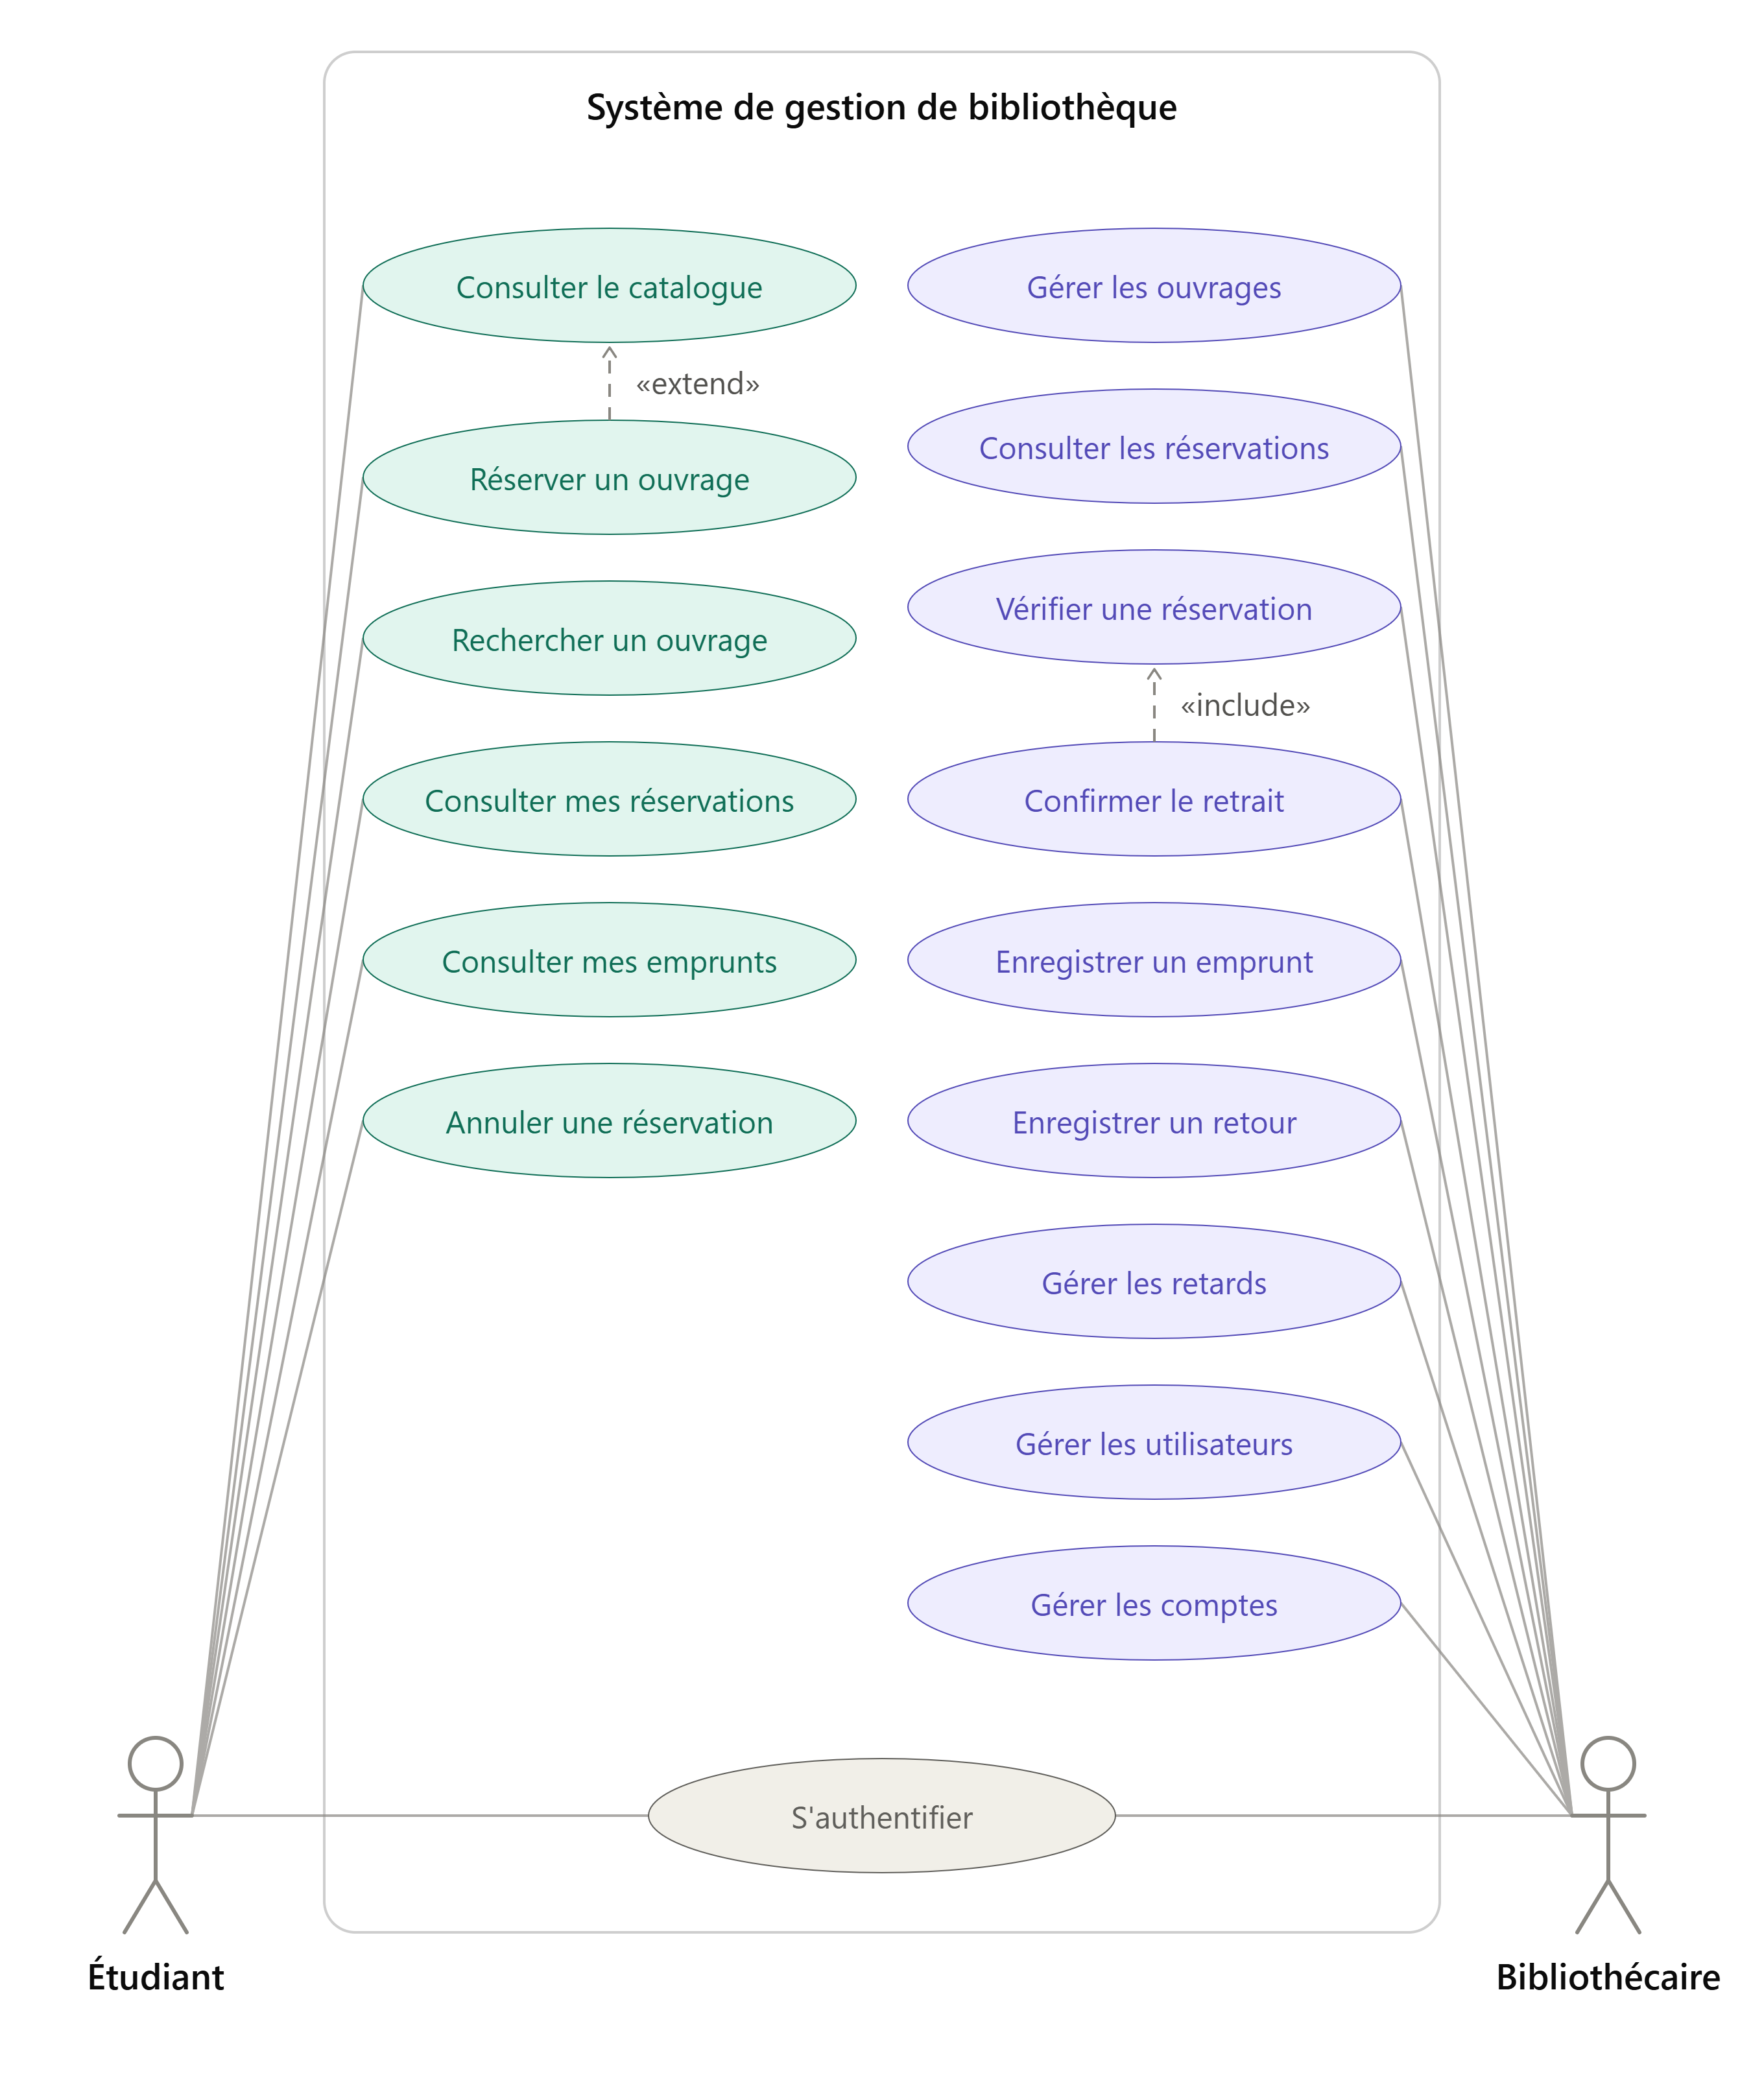 Système de gestion de bibliothèque
Consulter le catalogue
«extend»
Réserver un ouvrage
Rechercher un ouvrage
Consulter mes réservations
Consulter mes emprunts
Annuler une réservation
Gérer les ouvrages
Consulter les réservations
Vérifier une réservation
«include»
Confirmer le retrait
Enregistrer un emprunt
Enregistrer un retour
Gérer les retards
Gérer les utilisateurs
Gérer les comptes
S'authentifier
Étudiant
Bibliothécaire